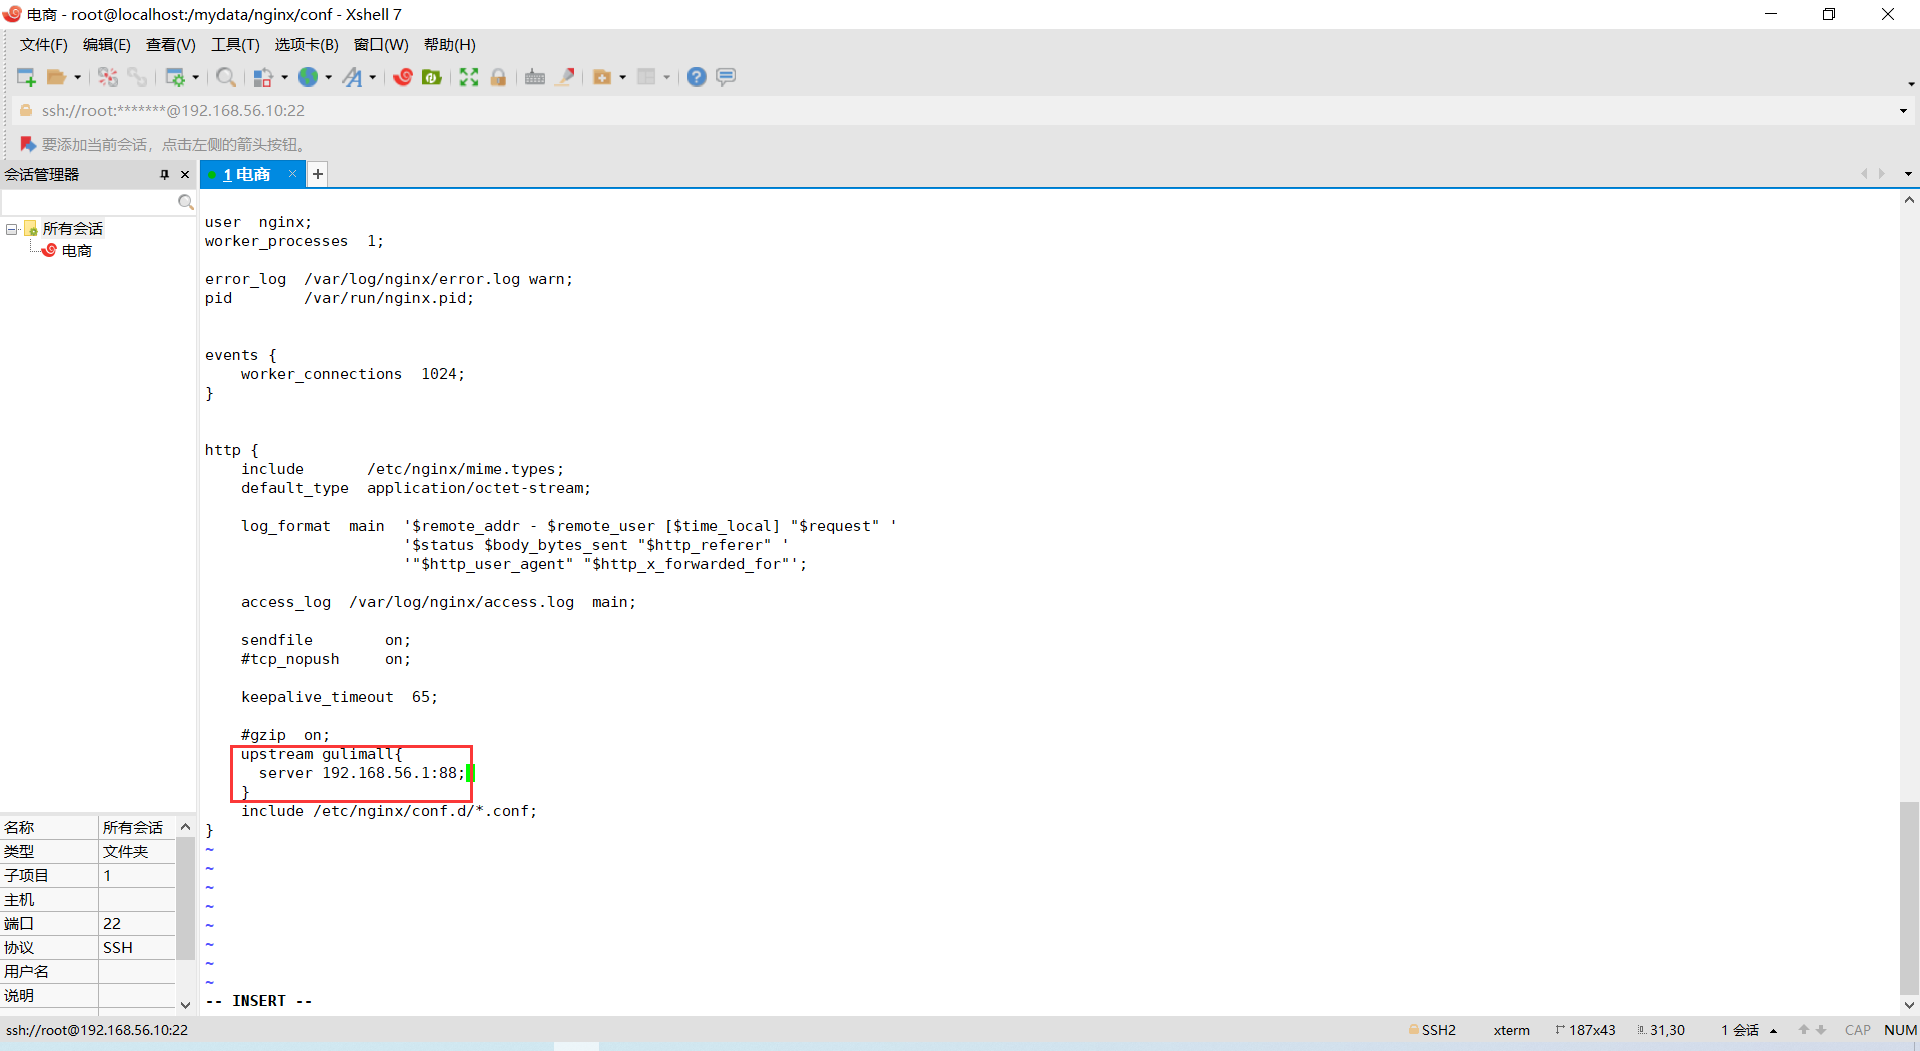 电商 - root@localhost:/mydata/nginx/conf - Xshell 7
文件(F) 编辑(E) 查看(V) 工具(T) 选项卡(B) 窗口(W) 帮助(H)
ssh://root:*******@192.168.56.10:22
要添加当前会话，点击左侧的箭头按钮。
会话管理器
1 电商
所有会话
电商
user  nginx;
worker_processes  1;
error_log  /var/log/nginx/error.log warn;
pid        /var/run/nginx.pid;
events {
    worker_connections  1024;
}
http {
    include       /etc/nginx/mime.types;
    default_type  application/octet-stream;
    log_format  main  '$remote_addr - $remote_user [$time_local] "$request" '
                      '$status $body_bytes_sent "$http_referer" '
                      '"$http_user_agent" "$http_x_forwarded_for"';
    access_log  /var/log/nginx/access.log  main;
    sendfile        on;
    #tcp_nopush     on;
    keepalive_timeout  65;
    #gzip  on;
    upstream gulimall{
      server 192.168.56.1:88;
    }
    include /etc/nginx/conf.d/*.conf;
}
~
~
~
~
~
~
~
~
-- INSERT --
名称 所有会话
类型 文件夹
子项目 1
主机
端口 22
协议 SSH
用户名
说明
ssh://root@192.168.56.10:22 SSH2 xterm 187x43 31,30 1 会话 CAP NUM